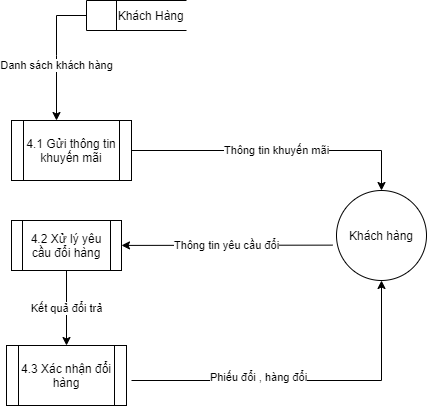 Khách Hàng
Danh sách khách hàng
4.1 Gửi thông tin
khuyến mãi
Thông tin khuyến mãi
4.2 Xử lý yêu
cầu đổi hàng
Thông tin yêu cầu đổi
Khách hàng
Kết quả đổi trả
4.3 Xác nhận đổi
hàng
Phiếu đổi , hàng đổi